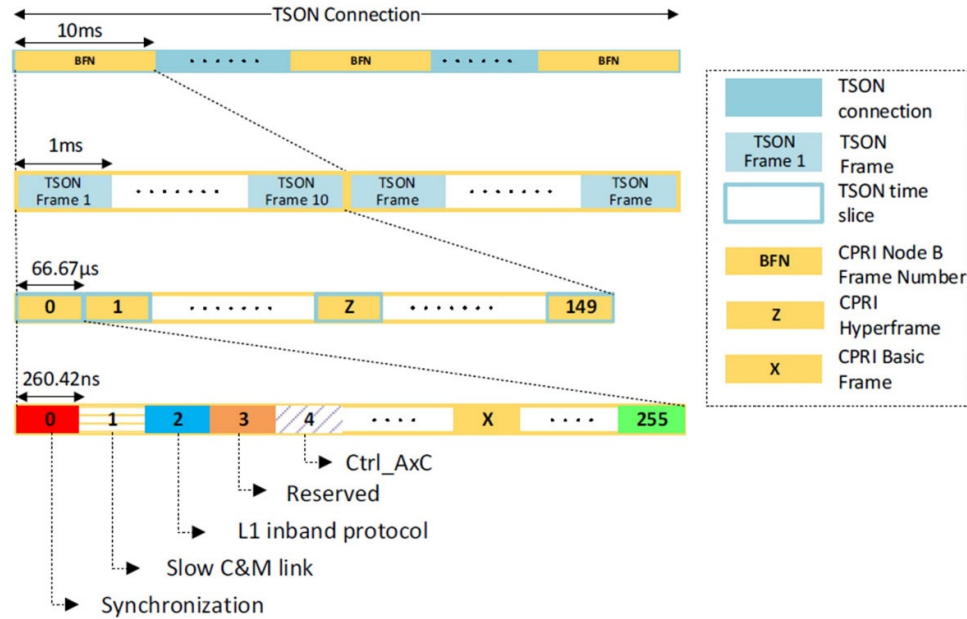 TSON Connection
10ms
BFN
BFN
BFN
1ms
TSON
Frame 1
TSON
Frame 10
TSON
Frame
TSON
Frame
66.67µs
0
1
Z
149
260.42ns
0
1
2
3
4
X
255
Ctrl_AxC
Reserved
L1 inband protocol
Slow C&M link
Synchronization
TSON
connection
TSON
Frame 1
TSON
Frame
TSON time
slice
BFN
CPRI Node B
Frame Number
Z
CPRI
Hyperframe
X
CPRI Basic
Frame